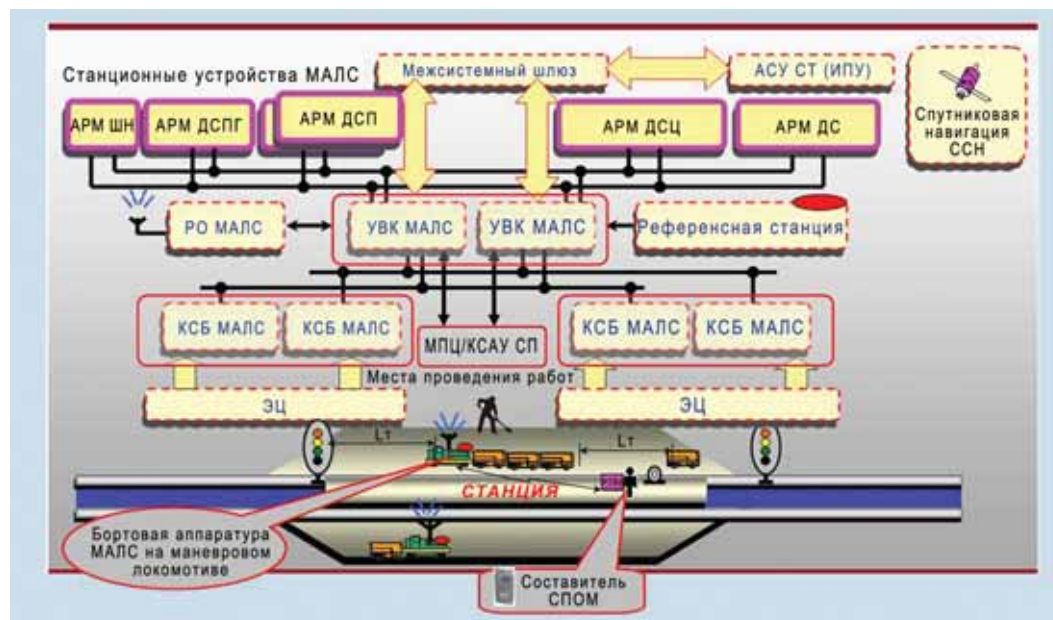 Станционные устройства МАЛС
Межсистемный шлюз
АСУ СТ (ИПУ)
Спутниковая
навигация
ССН
АРМ ШН
АРМ ДСПГ
АРМ ДСП
АРМ ДСЦ
АРМ ДС
РО МАЛС
УВК МАЛС
УВК МАЛС
Референсная станция
КСБ МАЛС
КСБ МАЛС
МПЦ/КСАУ СП
КСБ МАЛС
КСБ МАЛС
Места проведения работ
ЭЦ
ЭЦ
Lт
Lт
СТАНЦИЯ
Бортовая аппаратура
МАЛС на маневровом
локомотиве
Составитель
СПОМ